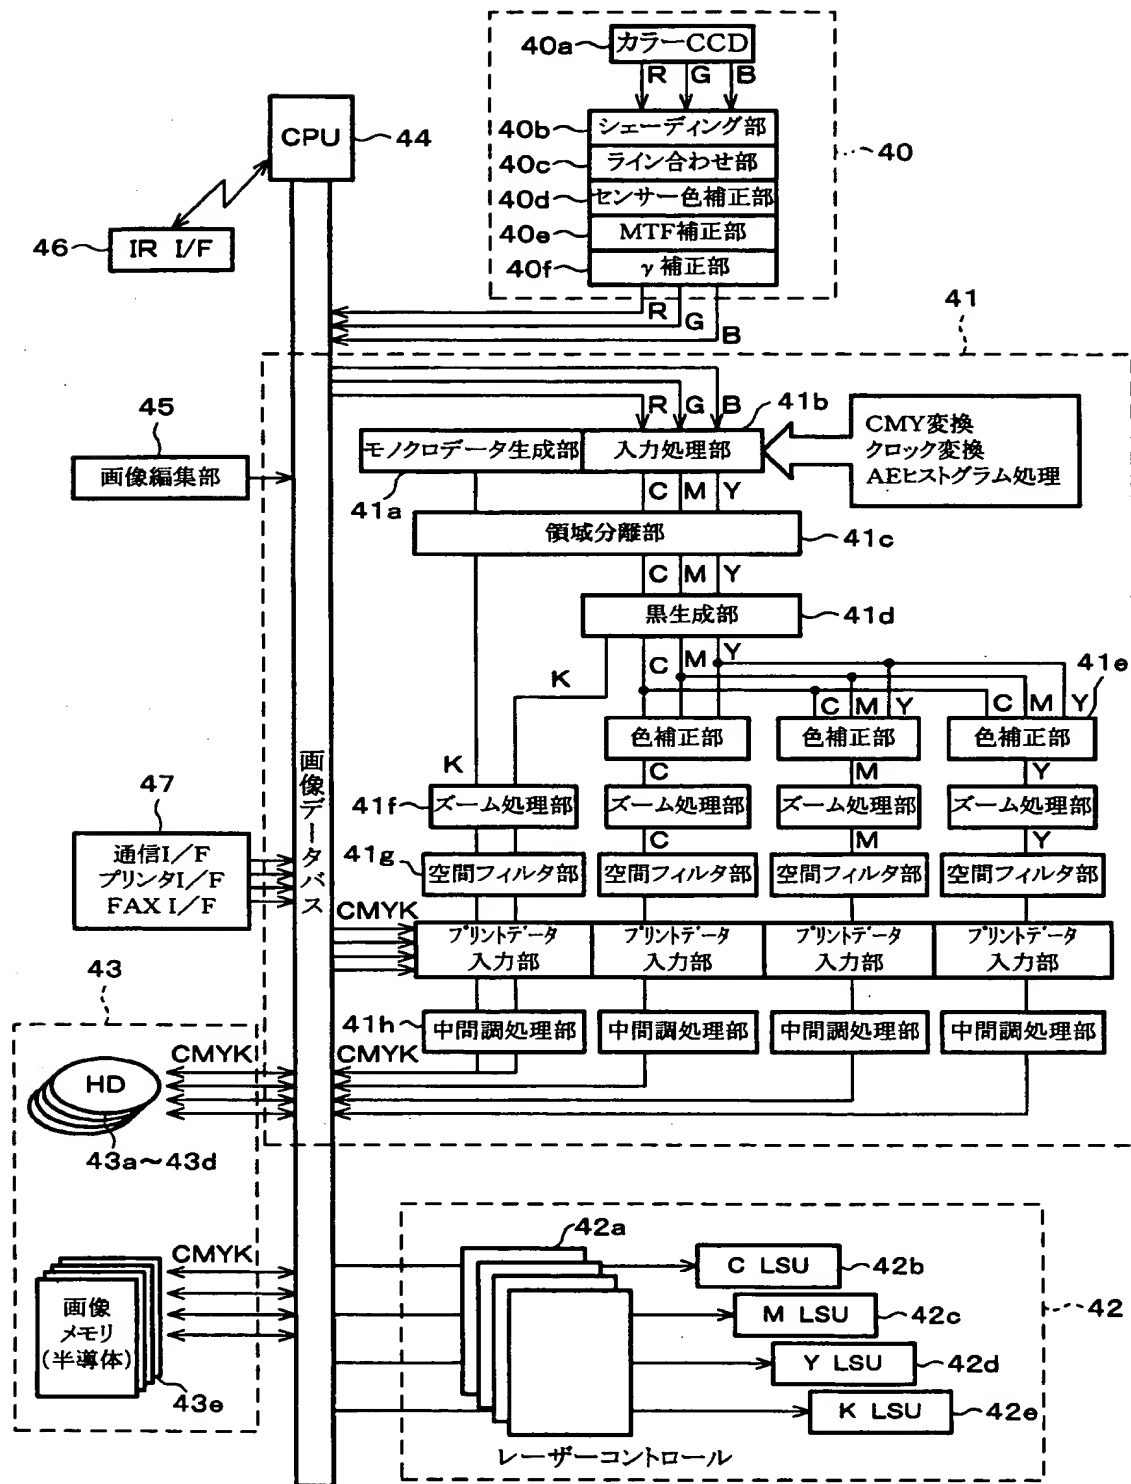 40a
カラーCCD
R G B
40b
シェーディング部
40c
ライン合わせ部
40
40d
センサー色補正部
40e
MTF補正部
40f
γ補正部
CPU
44
46
IR I/F
R
G
B
41
R G B
41b
モノクロデータ生成部
入力処理部
CMY変換
クロック変換
AEヒストグラム処理
45
画像編集部
41a
C M Y
領域分離部
41c
C M Y
黒生成部
41d
K
C M Y
41e
C M Y
C M Y
色補正部
色補正部
色補正部
K
C
M
Y
画像データバス
41f
ズーム処理部
ズーム処理部
ズーム処理部
ズーム処理部
C
M
Y
47
通信I/F
プリンタI/F
FAX I/F
41g
空間フィルタ部
空間フィルタ部
空間フィルタ部
空間フィルタ部
CMYK
プリントデータ
入力部
プリントデータ
入力部
プリントデータ
入力部
プリントデータ
入力部
43
41h
中間調処理部
中間調処理部
中間調処理部
中間調処理部
CMYK
CMYK
HD
43a~43d
42a
CMYK
画像
メモリ
(半導体)
43e
C LSU
42b
M LSU
42c
42
Y LSU
42d
K LSU
42e
レーザーコントロール